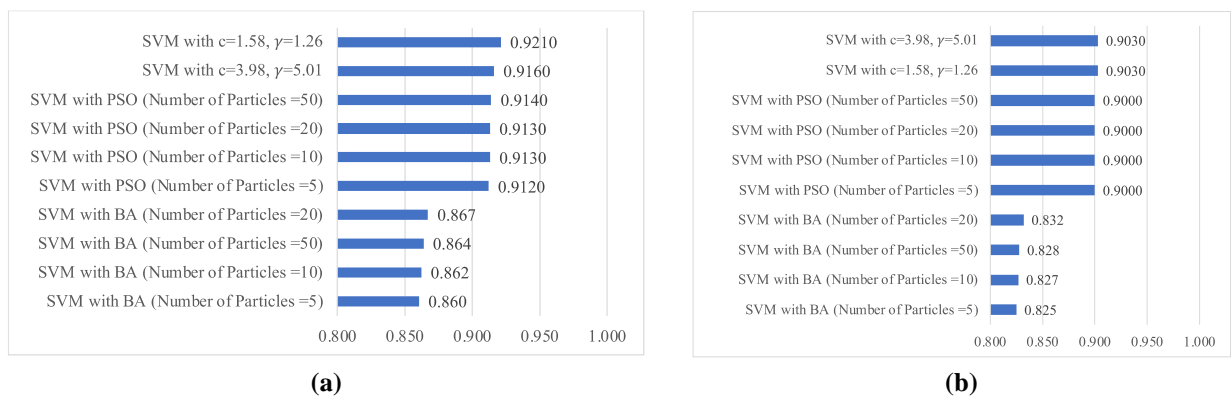 SVM with c=1.58, γ=1.26 0.9210
SVM with c=3.98, γ=5.01 0.9160
SVM with PSO (Number of Particles =50) 0.9140
SVM with PSO (Number of Particles =20) 0.9130
SVM with PSO (Number of Particles =10) 0.9130
SVM with PSO (Number of Particles =5) 0.9120
SVM with BA (Number of Particles =20) 0.867
SVM with BA (Number of Particles =50) 0.864
SVM with BA (Number of Particles =10) 0.862
SVM with BA (Number of Particles =5) 0.860
0.800 0.850 0.900 0.950 1.000
(a)
SVM with c=3.98, γ=5.01 0.9030
SVM with c=1.58, γ=1.26 0.9030
SVM with PSO (Number of Particles =50) 0.9000
SVM with PSO (Number of Particles =20) 0.9000
SVM with PSO (Number of Particles =10) 0.9000
SVM with PSO (Number of Particles =5) 0.9000
SVM with BA (Number of Particles =20) 0.832
SVM with BA (Number of Particles =50) 0.828
SVM with BA (Number of Particles =10) 0.827
SVM with BA (Number of Particles =5) 0.825
0.800 0.850 0.900 0.950 1.000
(b)